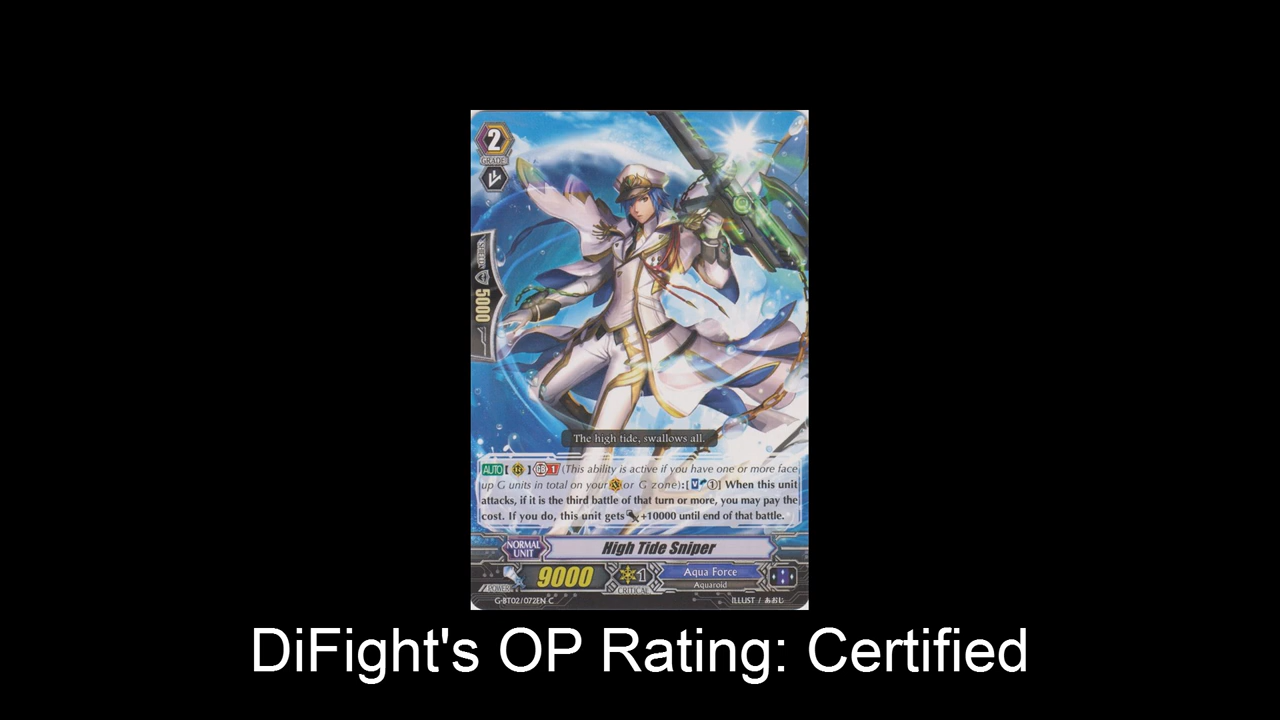 2
GRADE
SHIELD
5000
The high tide, swallows all.
AUTO [ ] GB 1 (This ability is active if you have one or more face
up G units in total on your or G zone):[ 1] When this unit
attacks, if it is the third battle of that turn or more, you may pay the
cost. If you do, this unit gets +10000 until end of that battle.
NORMAL
UNIT
High Tide Sniper
POWER
9000
1
CRITICAL
Aqua Force
Aquaroid
G-BT02/072EN C
ILLUST / あおじ
DiFight's OP Rating: Certified